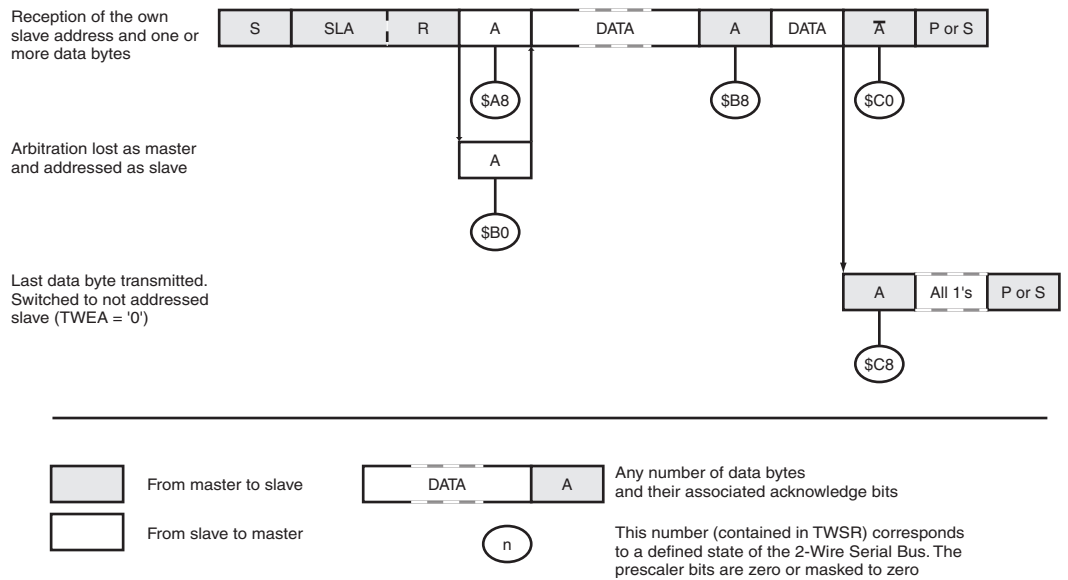 Reception of the own
slave address and one or
more data bytes
S SLA R A DATA A DATA A̅ P or S
$A8 $B8 $C0
Arbitration lost as master
and addressed as slave
A
$B0
Last data byte transmitted.
Switched to not addressed
slave (TWEA = '0')
A All 1's P or S
$C8
From master to slave
DATA A
Any number of data bytes
and their associated acknowledge bits
From slave to master
n
This number (contained in TWSR) corresponds
to a defined state of the 2-Wire Serial Bus. The
prescaler bits are zero or masked to zero